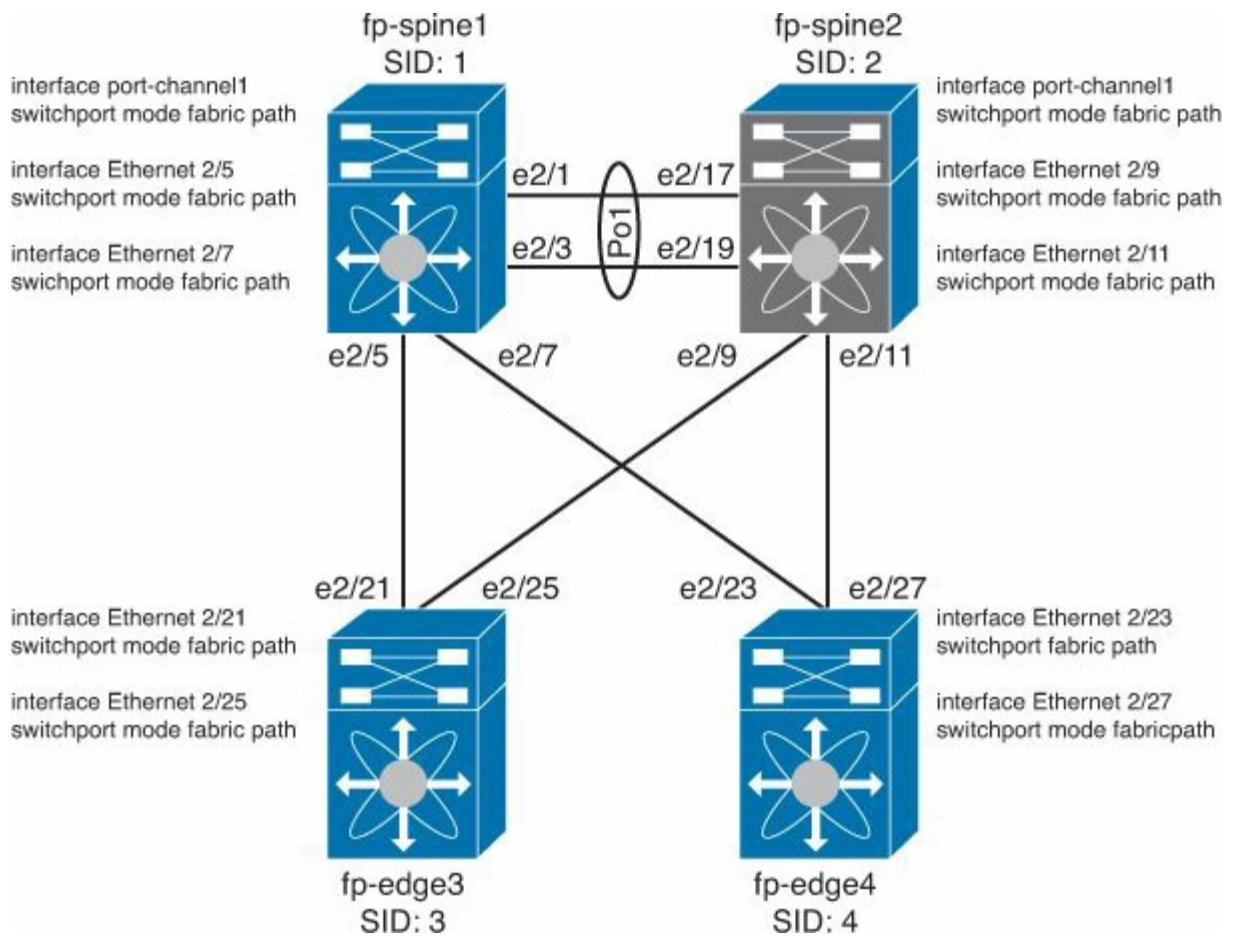 fp-spine1
SID: 1
fp-spine2
SID: 2
interface port-channel1
switchport mode fabric path
interface Ethernet 2/5
switchport mode fabric path
interface Ethernet 2/7
swichport mode fabric path
interface port-channel1
switchport mode fabric path
interface Ethernet 2/9
switchport mode fabric path
interface Ethernet 2/11
swichport mode fabric path
e2/1
e2/17
Po1
e2/3
e2/19
e2/5
e2/7
e2/9
e2/11
e2/21
e2/25
e2/23
e2/27
interface Ethernet 2/21
switchport mode fabric path
interface Ethernet 2/25
switchport mode fabric path
interface Ethernet 2/23
switchport fabric path
interface Ethernet 2/27
switchport mode fabricpath
fp-edge3
SID: 3
fp-edge4
SID: 4